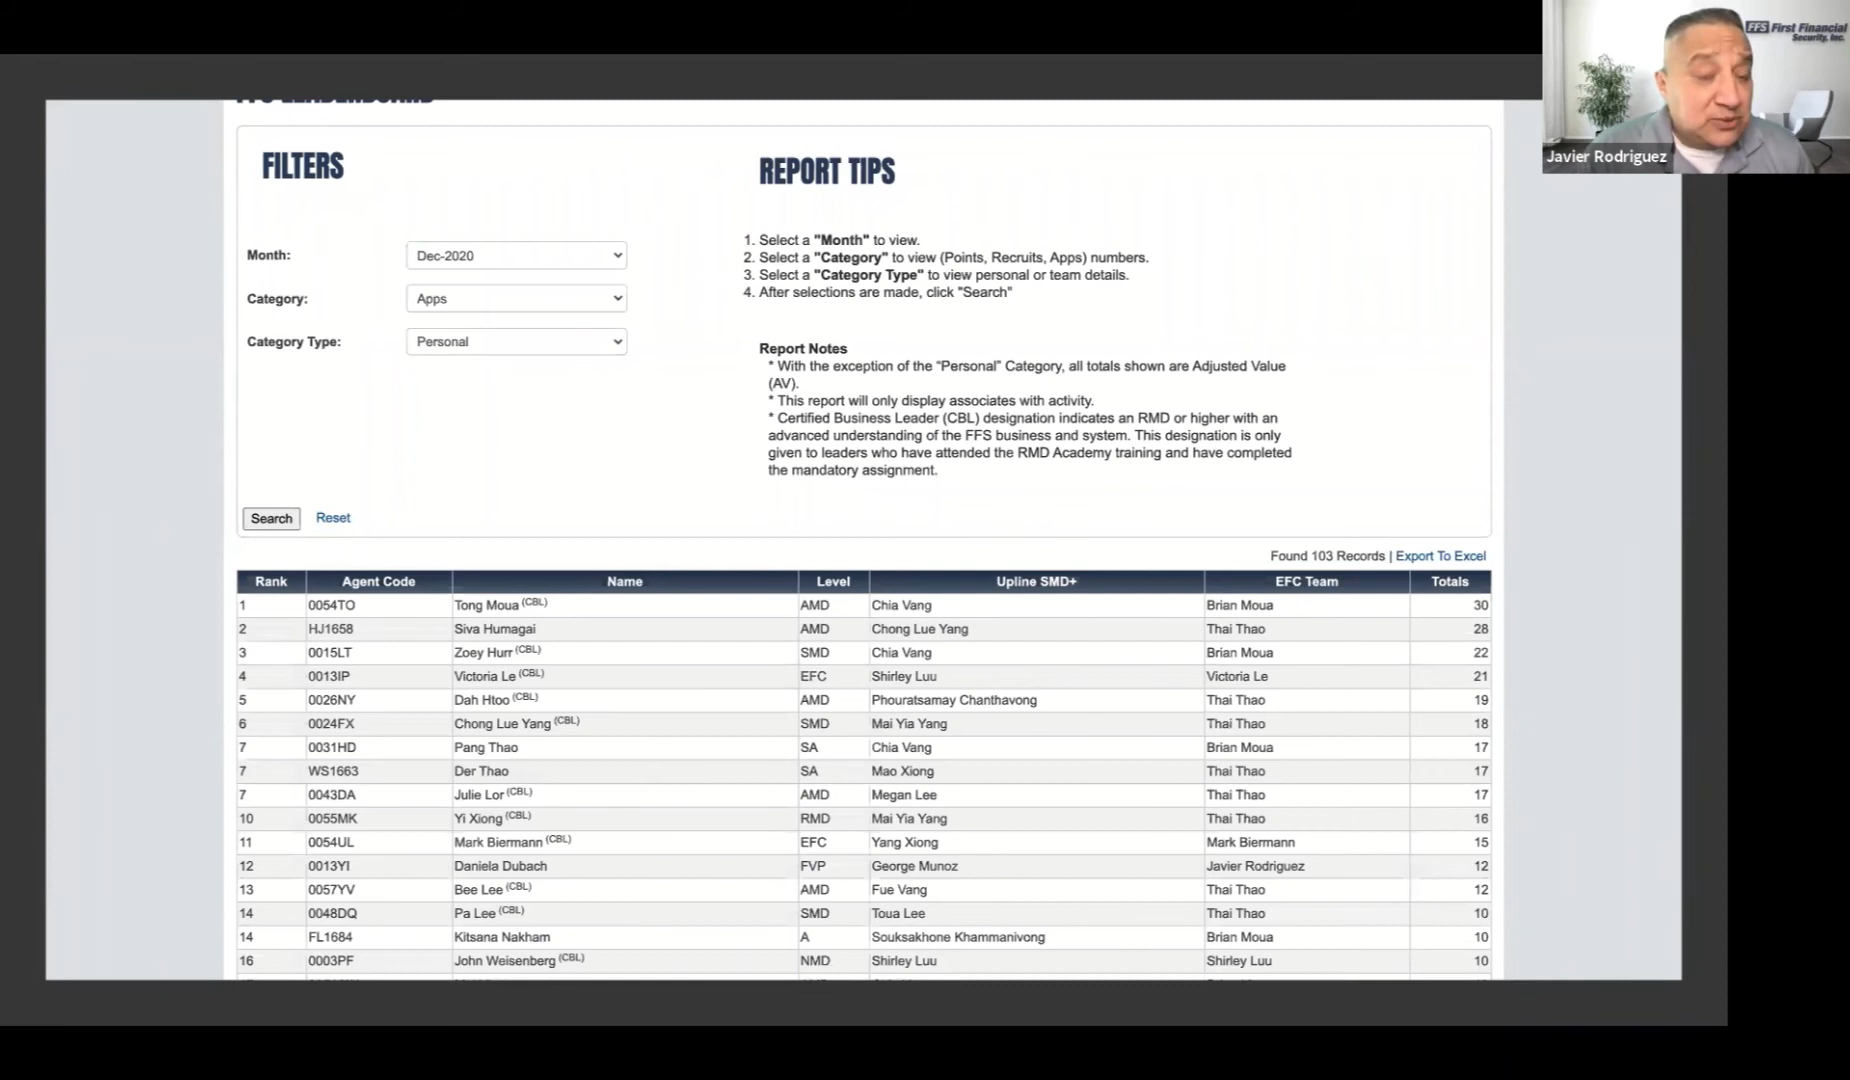 FFS First Financial
Security, Inc.
Javier Rodriguez
FFS LEADERBOARD
FILTERS
REPORT TIPS
Month: Dec-2020
Category: Apps
Category Type: Personal
1. Select a "Month" to view.
2. Select a "Category" to view (Points, Recruits, Apps) numbers.
3. Select a "Category Type" to view personal or team details.
4. After selections are made, click "Search"
Report Notes
* With the exception of the “Personal” Category, all totals shown are Adjusted Value
(AV).
* This report will only display associates with activity.
* Certified Business Leader (CBL) designation indicates an RMD or higher with an
advanced understanding of the FFS business and system. This designation is only
given to leaders who have attended the RMD Academy training and have completed
the mandatory assignment.
Search Reset
Found 103 Records | Export To Excel
Rank Agent Code Name Level Upline SMD+ EFC Team Totals
1 0054TO Tong Moua (CBL) AMD Chia Vang Brian Moua 30
2 HJ1658 Siva Humagai AMD Chong Lue Yang Thai Thao 28
3 0015LT Zoey Hurr (CBL) SMD Chia Vang Brian Moua 22
4 0013IP Victoria Le (CBL) EFC Shirley Luu Victoria Le 21
5 0026NY Dah Htoo (CBL) AMD Phouratsamay Chanthavong Thai Thao 19
6 0024FX Chong Lue Yang (CBL) SMD Mai Yia Yang Thai Thao 18
7 0031HD Pang Thao SA Chia Vang Brian Moua 17
7 WS1663 Der Thao SA Mao Xiong Thai Thao 17
7 0043DA Julie Lor (CBL) AMD Megan Lee Thai Thao 17
10 0055MK Yi Xiong (CBL) RMD Mai Yia Yang Thai Thao 16
11 0054UL Mark Biermann (CBL) EFC Yang Xiong Mark Biermann 15
12 0013YI Daniela Dubach FVP George Munoz Javier Rodriguez 12
13 0057YV Bee Lee (CBL) AMD Fue Vang Thai Thao 12
14 0048DQ Pa Lee (CBL) SMD Toua Lee Thai Thao 10
14 FL1684 Kitsana Nakham A Souksakhone Khammanivong Brian Moua 10
16 0003PF John Weisenberg (CBL) NMD Shirley Luu Shirley Luu 10